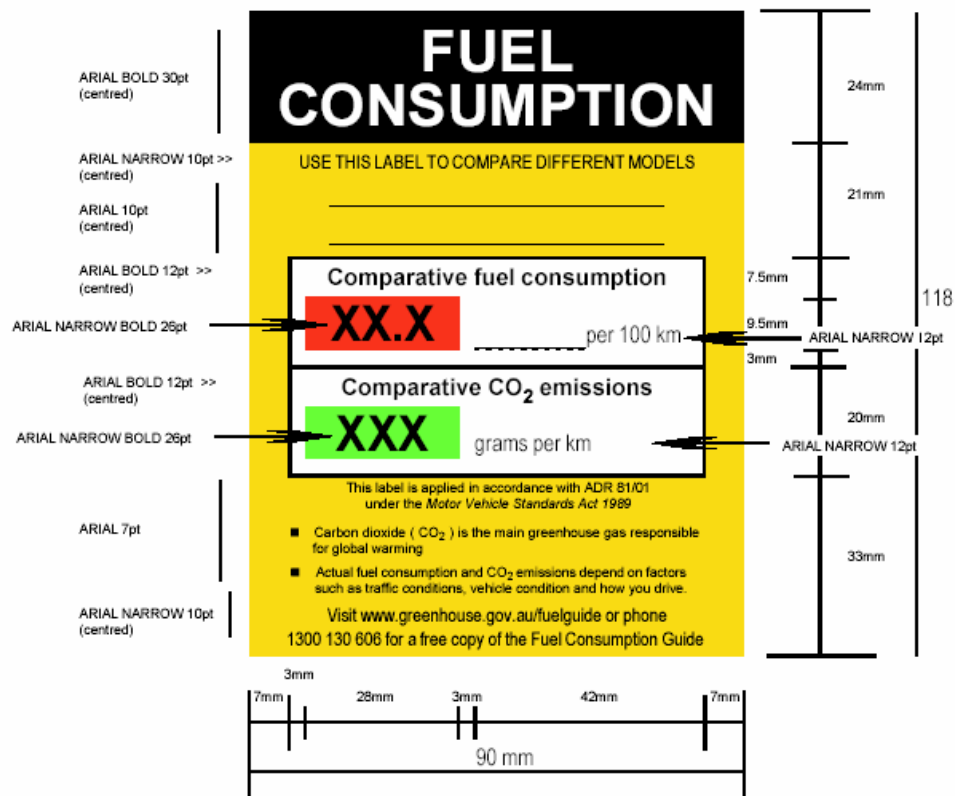 FUEL
CONSUMPTION
ARIAL BOLD 30pt
(centred)
24mm
ARIAL NARROW 10pt >>
(centred)
USE THIS LABEL TO COMPARE DIFFERENT MODELS
ARIAL 10pt
(centred)
21mm
ARIAL BOLD 12pt >>
(centred)
Comparative fuel consumption
7.5mm
118
ARIAL NARROW BOLD 26pt
XX.X
per 100 km
9.5mm
ARIAL NARROW 12pt
3mm
ARIAL BOLD 12pt >>
(centred)
Comparative CO₂ emissions
20mm
ARIAL NARROW BOLD 26pt
XXX
grams per km
ARIAL NARROW 12pt
This label is applied in accordance with ADR 81/01
under the Motor Vehicle Standards Act 1989
ARIAL 7pt
■ Carbon dioxide ( CO₂ ) is the main greenhouse gas responsible
for global warming
33mm
■ Actual fuel consumption and CO₂ emissions depend on factors
such as traffic conditions, vehicle condition and how you drive.
ARIAL NARROW 10pt
(centred)
Visit www.greenhouse.gov.au/fuelguide or phone
1300 130 606 for a free copy of the Fuel Consumption Guide
3mm
7mm 28mm 3mm 42mm 7mm
90 mm